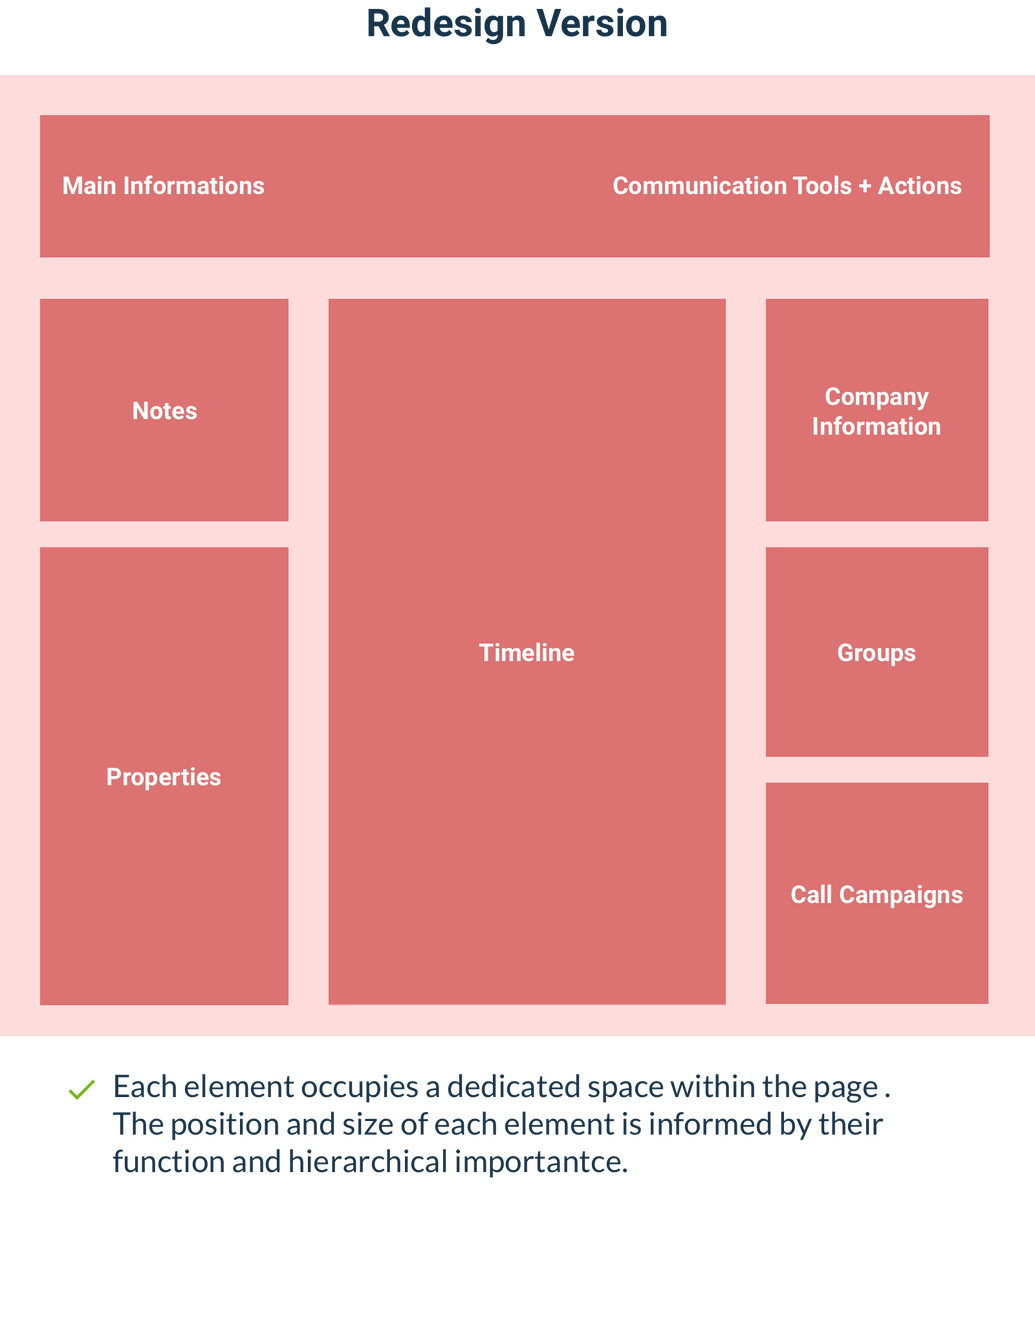 Redesign Version
Main Informations
Communication Tools + Actions
Notes
Company
Information
Timeline
Groups
Properties
Call Campaigns
Each element occupies a dedicated space within the page .
The position and size of each element is informed by their
function and hierarchical importantce.